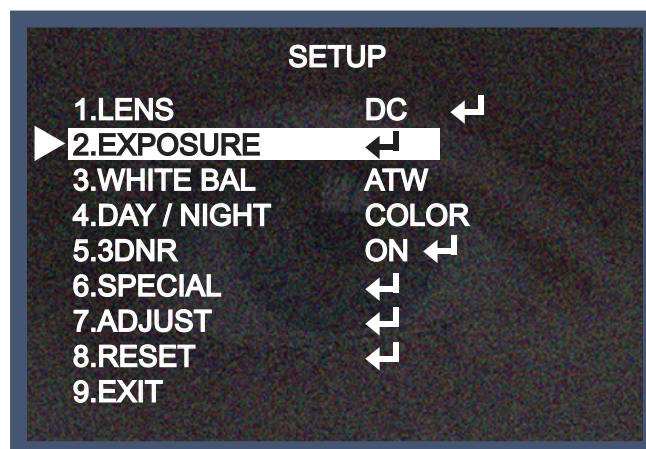 SETUP
1.LENS DC ↵
2.EXPOSURE ↵
3.WHITE BAL ATW
4.DAY / NIGHT COLOR
5.3DNR ON ↵
6.SPECIAL ↵
7.ADJUST ↵
8.RESET ↵
9.EXIT